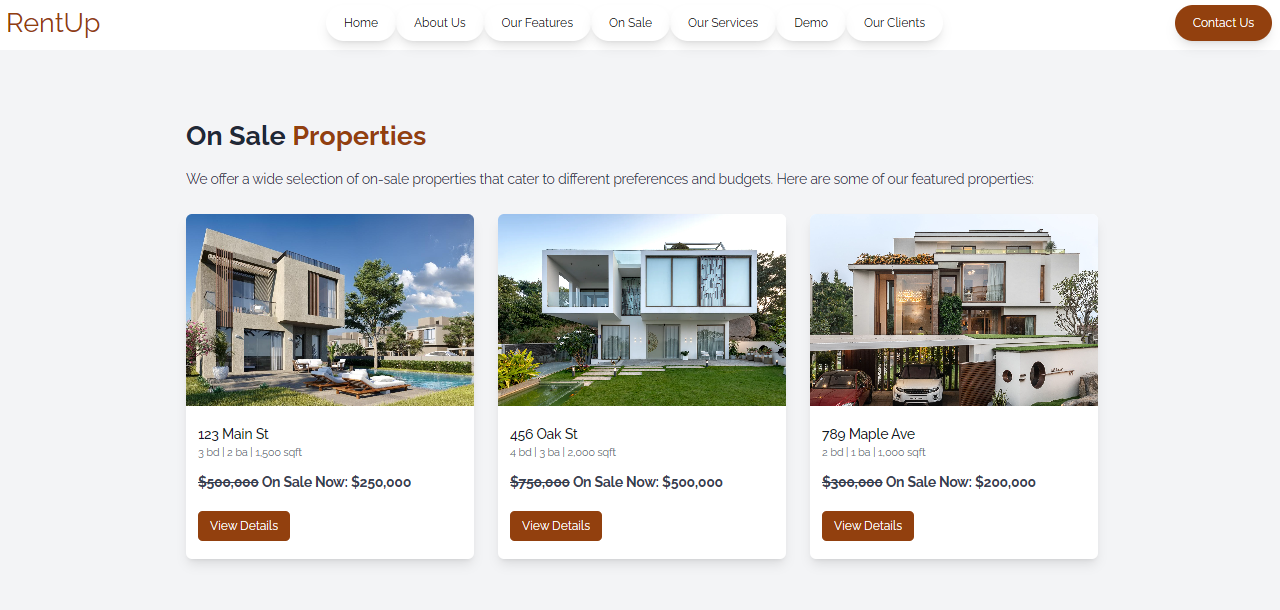 RentUp
Home
About Us
Our Features
On Sale
Our Services
Demo
Our Clients
Contact Us
On Sale Properties
We offer a wide selection of on-sale properties that cater to different preferences and budgets. Here are some of our featured properties:
123 Main St
3 bd | 2 ba | 1,500 sqft
$500,000 On Sale Now: $250,000
View Details
456 Oak St
4 bd | 3 ba | 2,000 sqft
$750,000 On Sale Now: $500,000
View Details
789 Maple Ave
2 bd | 1 ba | 1,000 sqft
$300,000 On Sale Now: $200,000
View Details